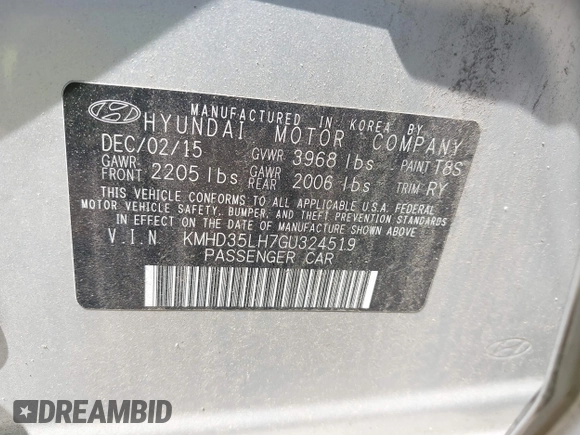 MANUFACTURED IN KOREA BY
HYUNDAI MOTOR COMPANY
DEC/02/15 GVWR 3968 lbs PAINT T8S
GAWR FRONT 2205 lbs GAWR REAR 2006 lbs TRIM RY
THIS VEHICLE CONFORMS TO ALL APPLICABLE U.S.A. FEDERAL
MOTOR VEHICLE SAFETY, BUMPER, AND THEFT PREVENTION STANDARDS
IN EFFECT ON THE DATE OF MANUFACTURE SHOWN ABOVE.
V.I.N KMHD35LH7GU324519
PASSENGER CAR
DREAMBID